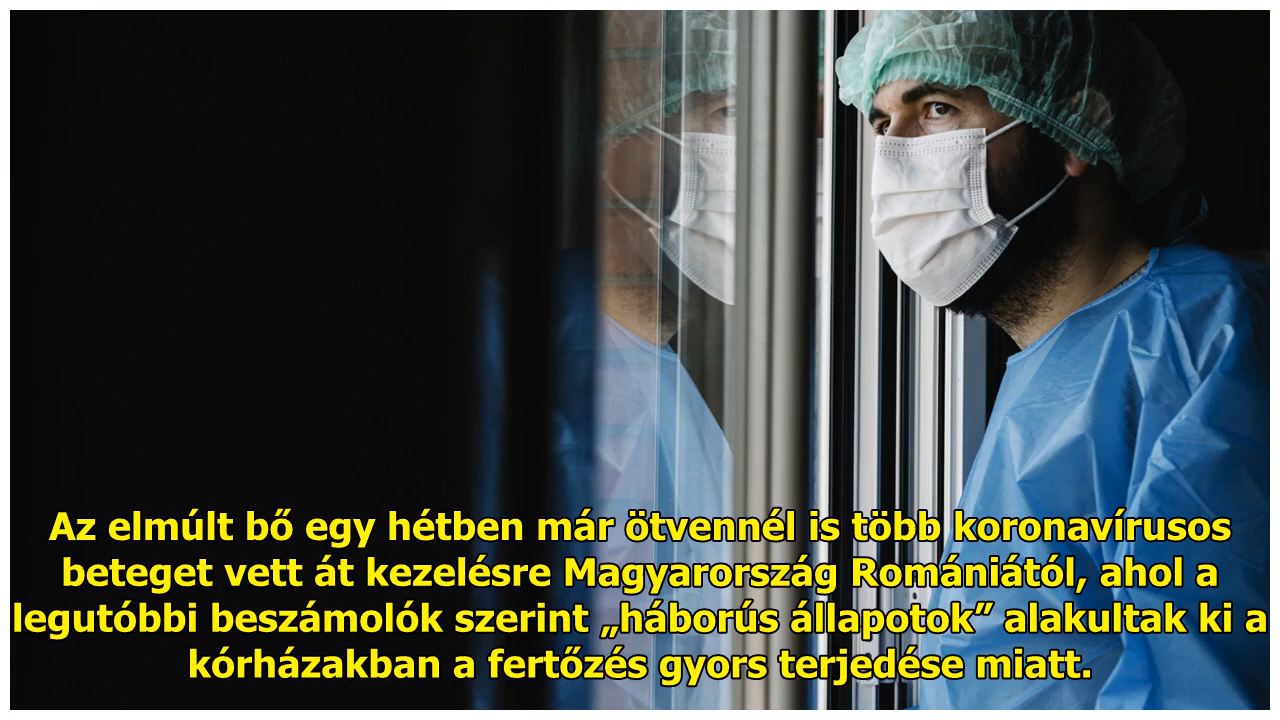 Az elmúlt bő egy hétben már ötvennél is több koronavírusos
beteget vett át kezelésre Magyarország Romániától, ahol a
legutóbbi beszámolók szerint „háborús állapotok” alakultak ki a
kórházakban a fertőzés gyors terjedése miatt.